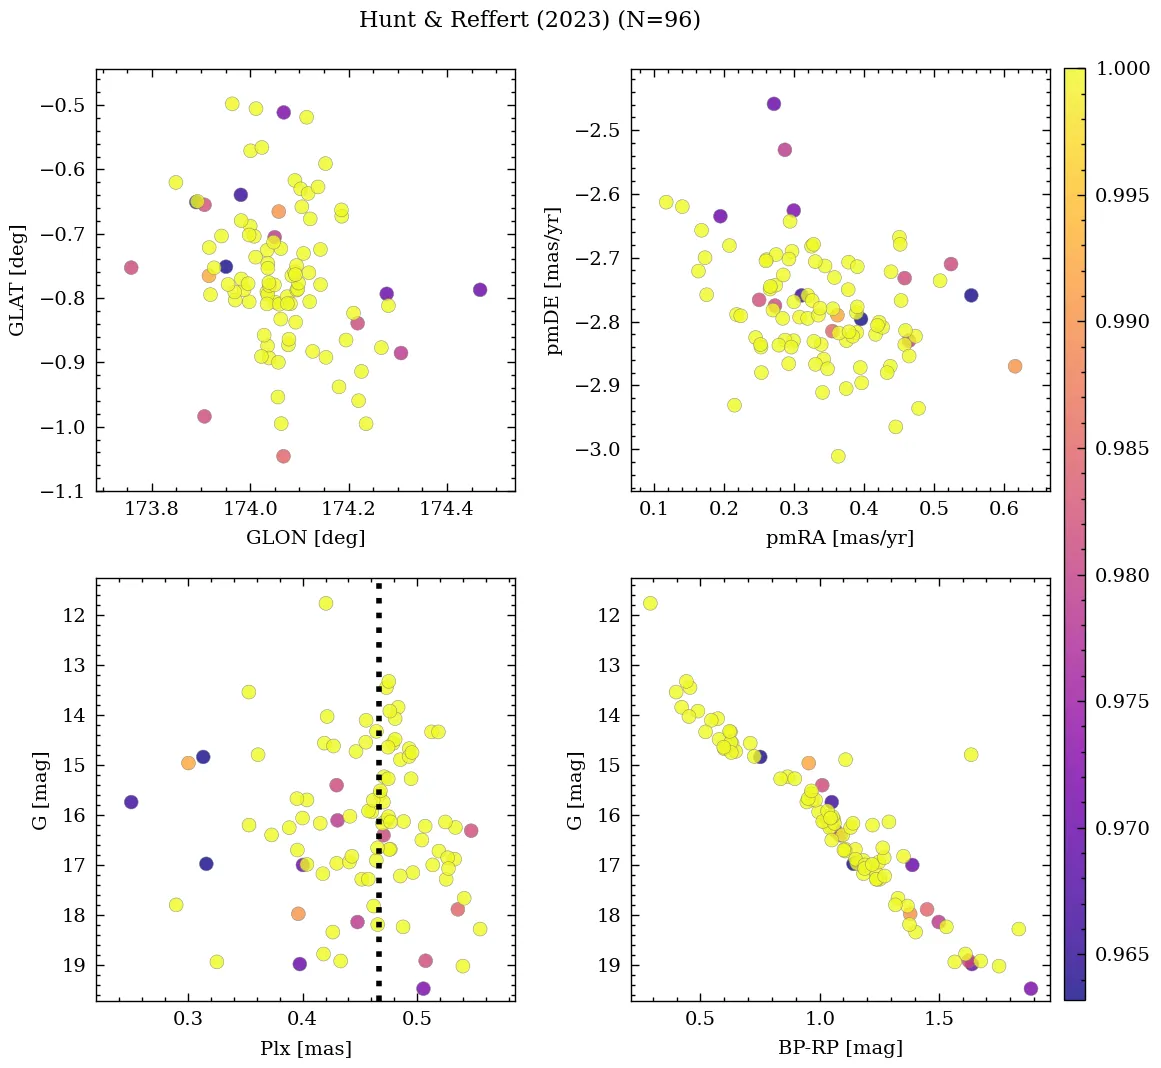 Hunt & Reffert (2023) (N=96)
GLAT [deg]
−0.5
−0.6
−0.7
−0.8
−0.9
−1.0
−1.1
173.8 174.0 174.2 174.4
GLON [deg]
pmDE [mas/yr]
−2.5
−2.6
−2.7
−2.8
−2.9
−3.0
0.1 0.2 0.3 0.4 0.5 0.6
pmRA [mas/yr]
G [mag]
12
13
14
15
16
17
18
19
0.3 0.4 0.5
Plx [mas]
G [mag]
12
13
14
15
16
17
18
19
0.5 1.0 1.5
BP-RP [mag]
1.000
0.995
0.990
0.985
0.980
0.975
0.970
0.965